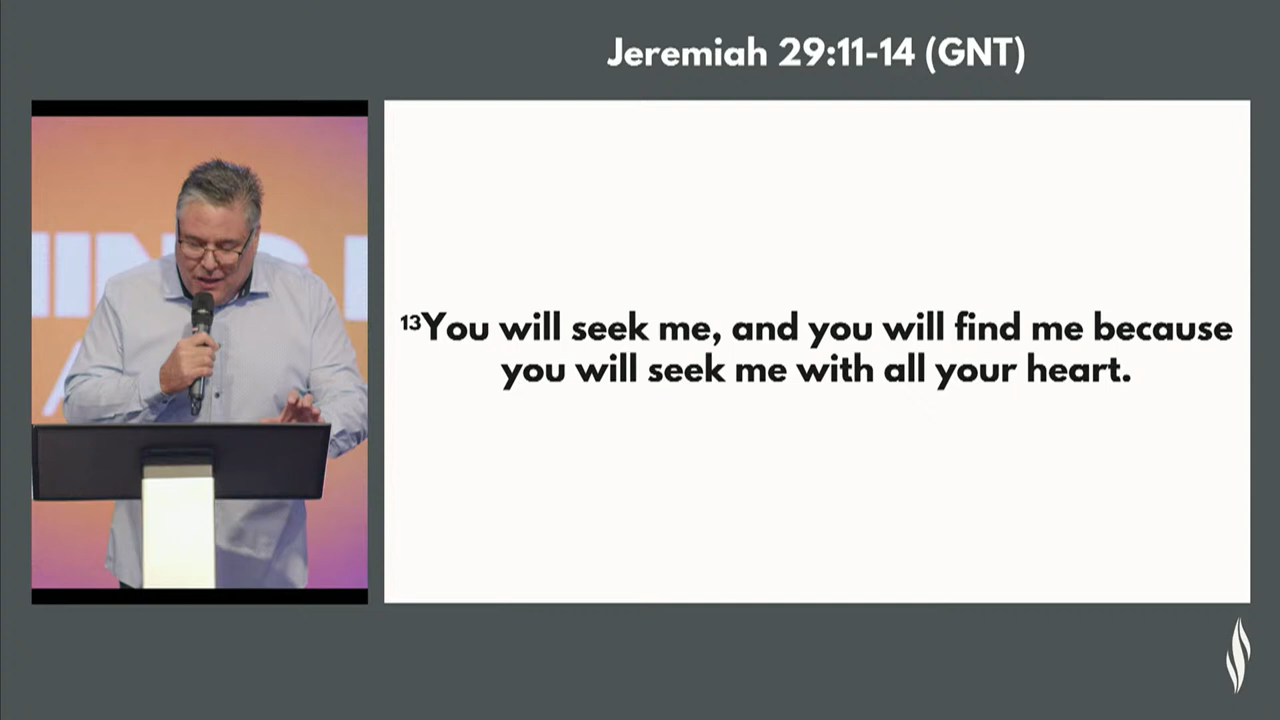 Jeremiah 29:11-14 (GNT)
¹³You will seek me, and you will find me because
you will seek me with all your heart.